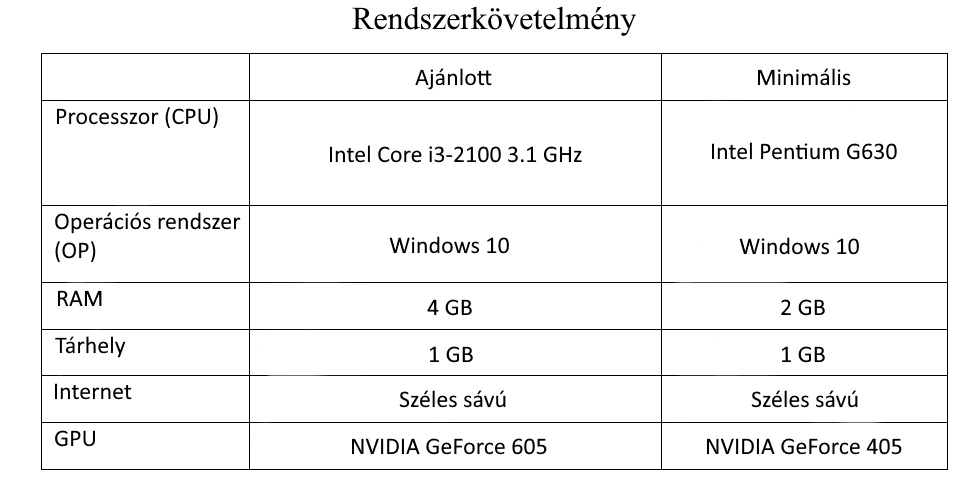 Rendszerkövetelmény
Ajánlott Minimális
Processzor (CPU) Intel Core i3-2100 3.1 GHz Intel Pentium G630
Operációs rendszer
(OP) Windows 10 Windows 10
RAM 4 GB 2 GB
Tárhely 1 GB 1 GB
Internet Széles sávú Széles sávú
GPU NVIDIA GeForce 605 NVIDIA GeForce 405